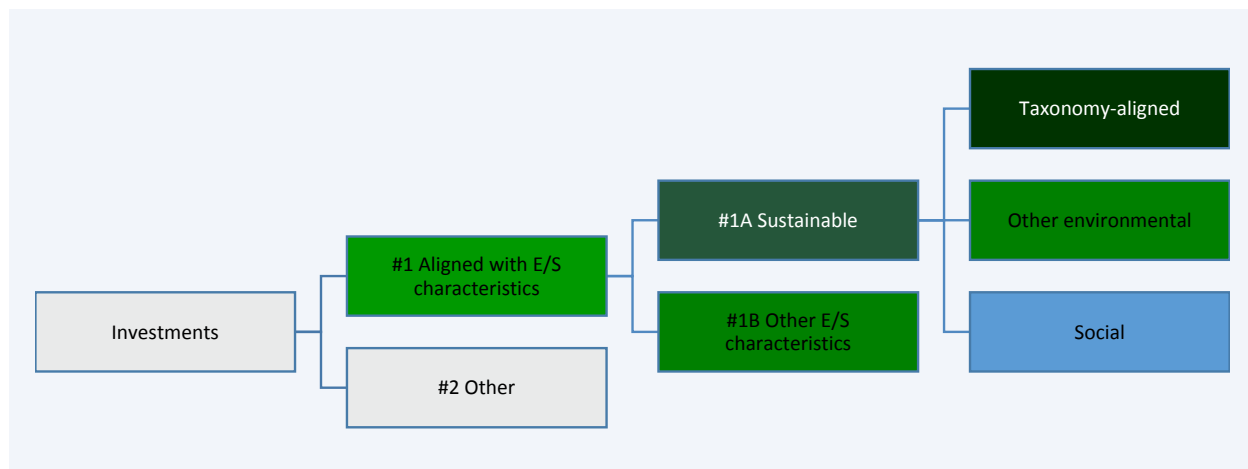 Investments
#1 Aligned with E/S
characteristics
#2 Other
#1A Sustainable
#1B Other E/S
characteristics
Taxonomy-aligned
Other environmental
Social